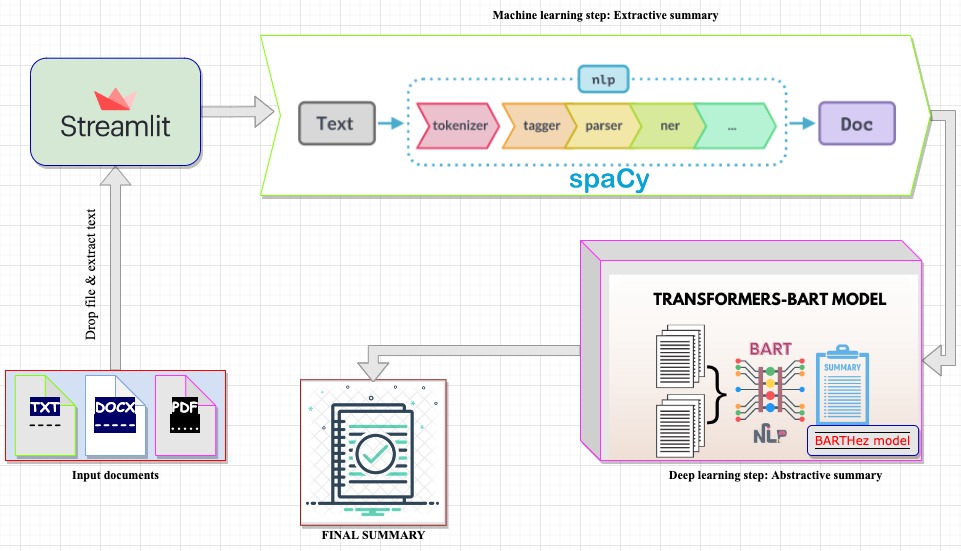 Machine learning step: Extractive summary
Streamlit
nlp
Text
tokenizer
tagger
parser
ner
...
Doc
spaCy
Drop file & extract text
TRANSFORMERS-BART MODEL
BART
SUMMARY
NLP
BARTHez model
TXT
DOCX
PDF
Input documents
Deep learning step: Abstractive summary
FINAL SUMMARY